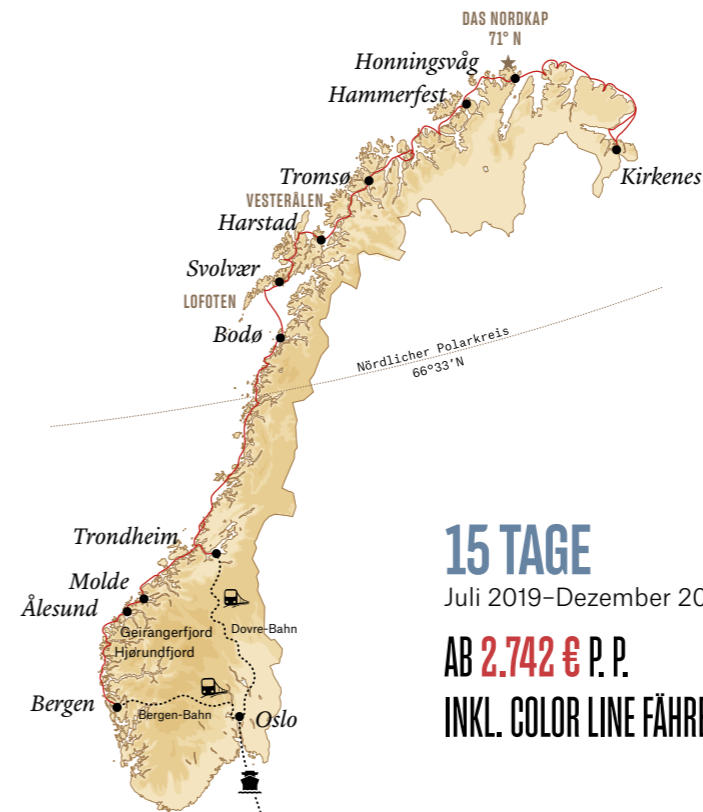 DAS NORDKAP
71° N
Honningsvåg
Hammerfest
Kirkenes
Tromsø
VESTERÅLEN
Harstad
Svolvær
LOFOTEN
Bodø
Nördlicher Polarkreis
66°33'N
Trondheim
Molde
Ålesund
Geirangerfjord
Hjørundfjord
Dovre-Bahn
Bergen
Bergen-Bahn
Oslo
15 TAGE
Juli 2019–Dezember 20
AB 2.742 € P. P.
INKL. COLOR LINE FÄHRE